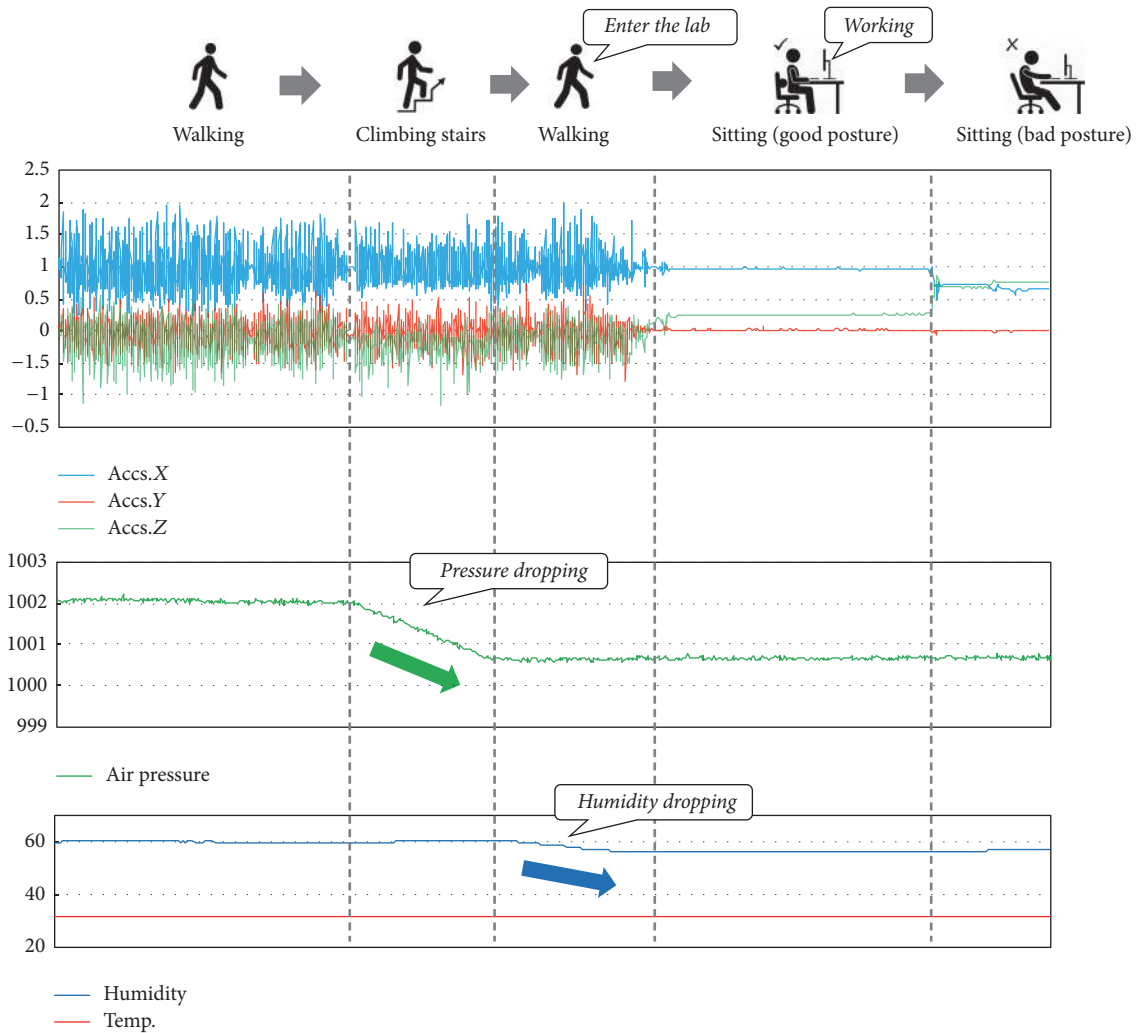 Enter the lab
Working
Walking
Climbing stairs
Walking
Sitting (good posture)
Sitting (bad posture)
2.5
2
1.5
1
0.5
0
−1.5
−1
−0.5
Accs.X
Accs.Y
Accs.Z
1003
Pressure dropping
1002
1001
1000
999
Air pressure
Humidity dropping
60
40
20
Humidity
Temp.